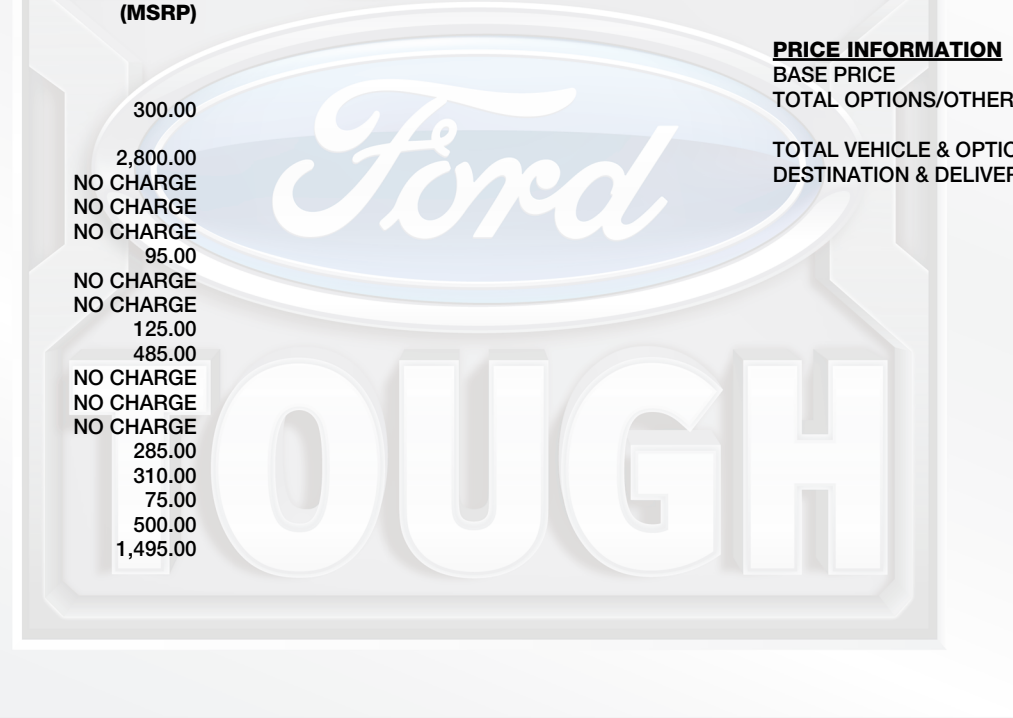 (MSRP)
300.00
2,800.00
NO CHARGE
NO CHARGE
NO CHARGE
95.00
NO CHARGE
NO CHARGE
125.00
485.00
NO CHARGE
NO CHARGE
NO CHARGE
285.00
310.00
75.00
500.00
1,495.00
PRICE INFORMATION
BASE PRICE
TOTAL OPTIONS/OTHER
TOTAL VEHICLE & OPTIO
DESTINATION & DELIVER
Ford
TOUGH